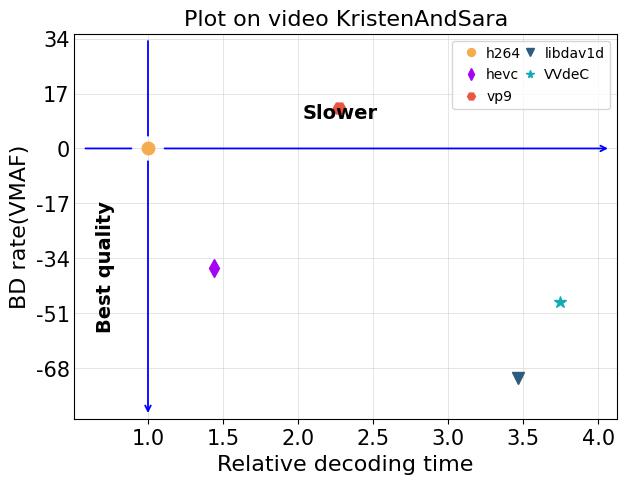 Plot on video KristenAndSara
h264
hevc
vp9
libdav1d
VVdeC
34
17
0
-17
-34
-51
-68
BD rate(VMAF)
Best quality
Slower
1.0 1.5 2.0 2.5 3.0 3.5 4.0
Relative decoding time